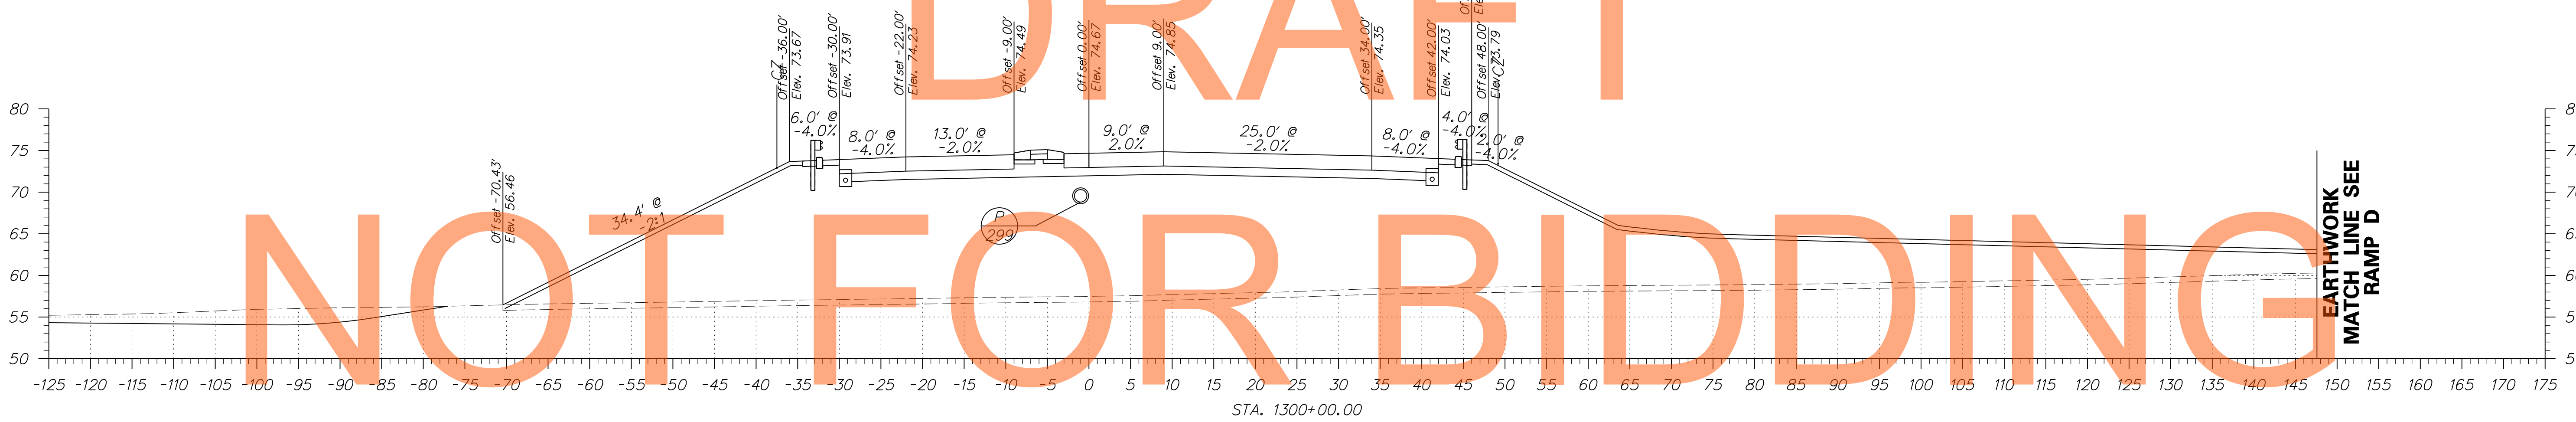 DRAFT
NOT FOR BIDDING
CZ
Offset -36.00'
Elev. 73.67
Offset -30.00'
Elev. 73.91
Offset -22.00'
Elev. 74.23
Offset -9.00'
Elev. 74.49
Offset 0.00'
Elev. 74.67
Offset 9.00'
Elev. 74.85
Offset 34.00'
Elev. 74.35
Offset 42.00'
Elev. 74.03
Offset 48.00'
Elev. 73.79
CZ
6.0' @
-4.0%
8.0' @
-4.0%
13.0' @
-2.0%
9.0' @
2.0%
25.0' @
-2.0%
8.0' @
-4.0%
4.0' @
-4.0%
2.0' @
-4.0%
Offset -70.43'
Elev. 56.46
34.4' @
-2:1
P
299
EARTHWORK
MATCH LINE SEE
RAMP D
80
75
70
65
60
55
50
-125 -120 -115 -110 -105 -100 -95 -90 -85 -80 -75 -70 -65 -60 -55 -50 -45 -40 -35 -30 -25 -20 -15 -10 -5 0 5 10 15 20 25 30 35 40 45 50 55 60 65 70 75 80 85 90 95 100 105 110 115 120 125 130 135 140 145 150 155 160 165 170 175
STA. 1300+00.00